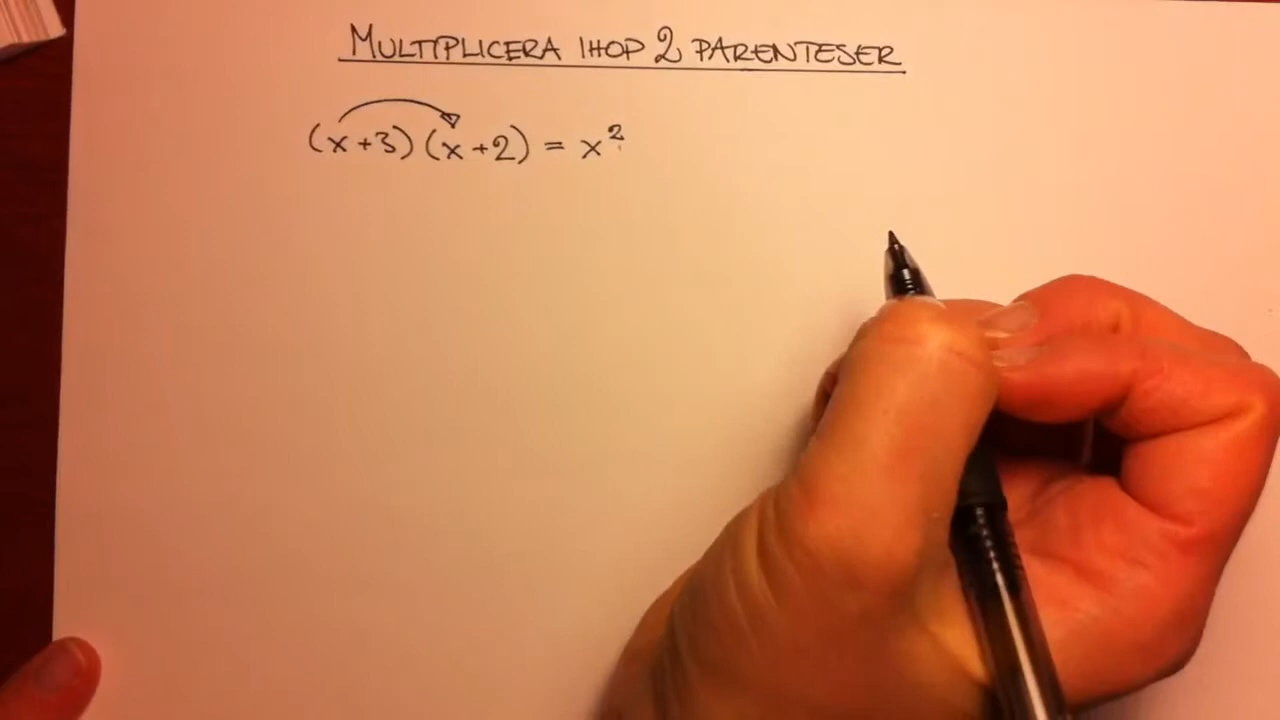 MULTIPLICERA IHOP 2 PARENTESER
(x+3)(x+2) = x²